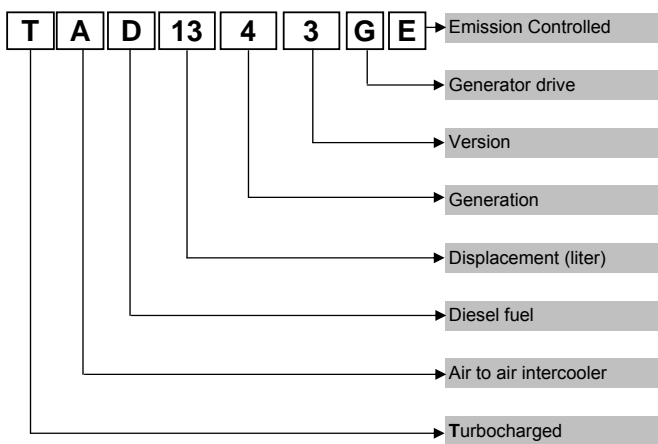 T A D 13 4 3 G E
Emission Controlled
Generator drive
Version
Generation
Displacement (liter)
Diesel fuel
Air to air intercooler
Turbocharged